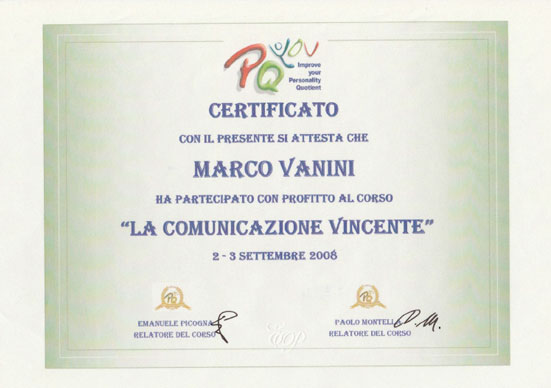 PQ YOU
Improve
your
Personality
Quotient
CERTIFICATO
CON IL PRESENTE SI ATTESTA CHE
MARCO VANINI
HA PARTECIPATO CON PROFITTO AL CORSO
“LA COMUNICAZIONE VINCENTE”
2 - 3 SETTEMBRE 2008
EMANUELE PICOGNA
RELATORE DEL CORSO
PAOLO MONTELLI
RELATORE DEL CORSO